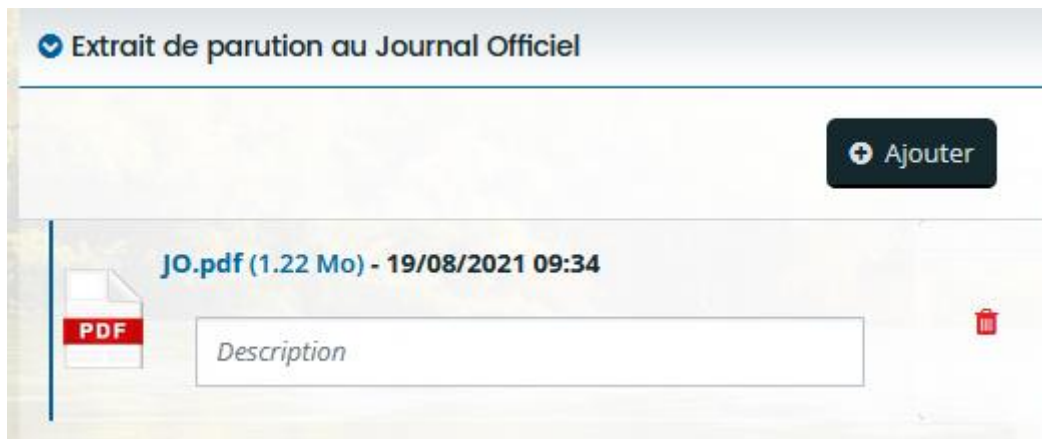 Extrait de parution au Journal Officiel
Ajouter
JO.pdf (1.22 Mo) - 19/08/2021 09:34
PDF
Description